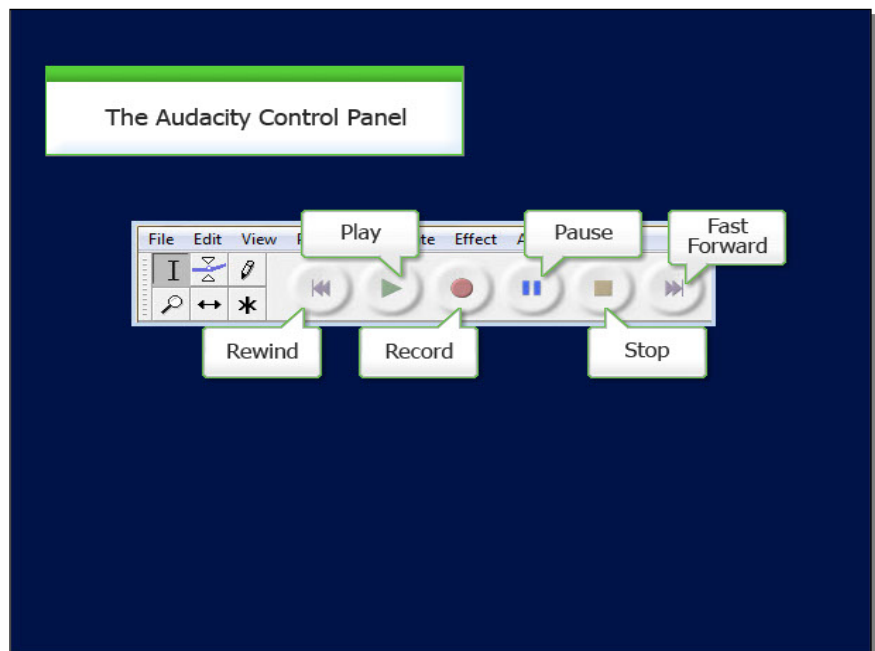 The Audacity Control Panel
File Edit View Effect
Play
Pause
Fast
Forward
Rewind
Record
Stop